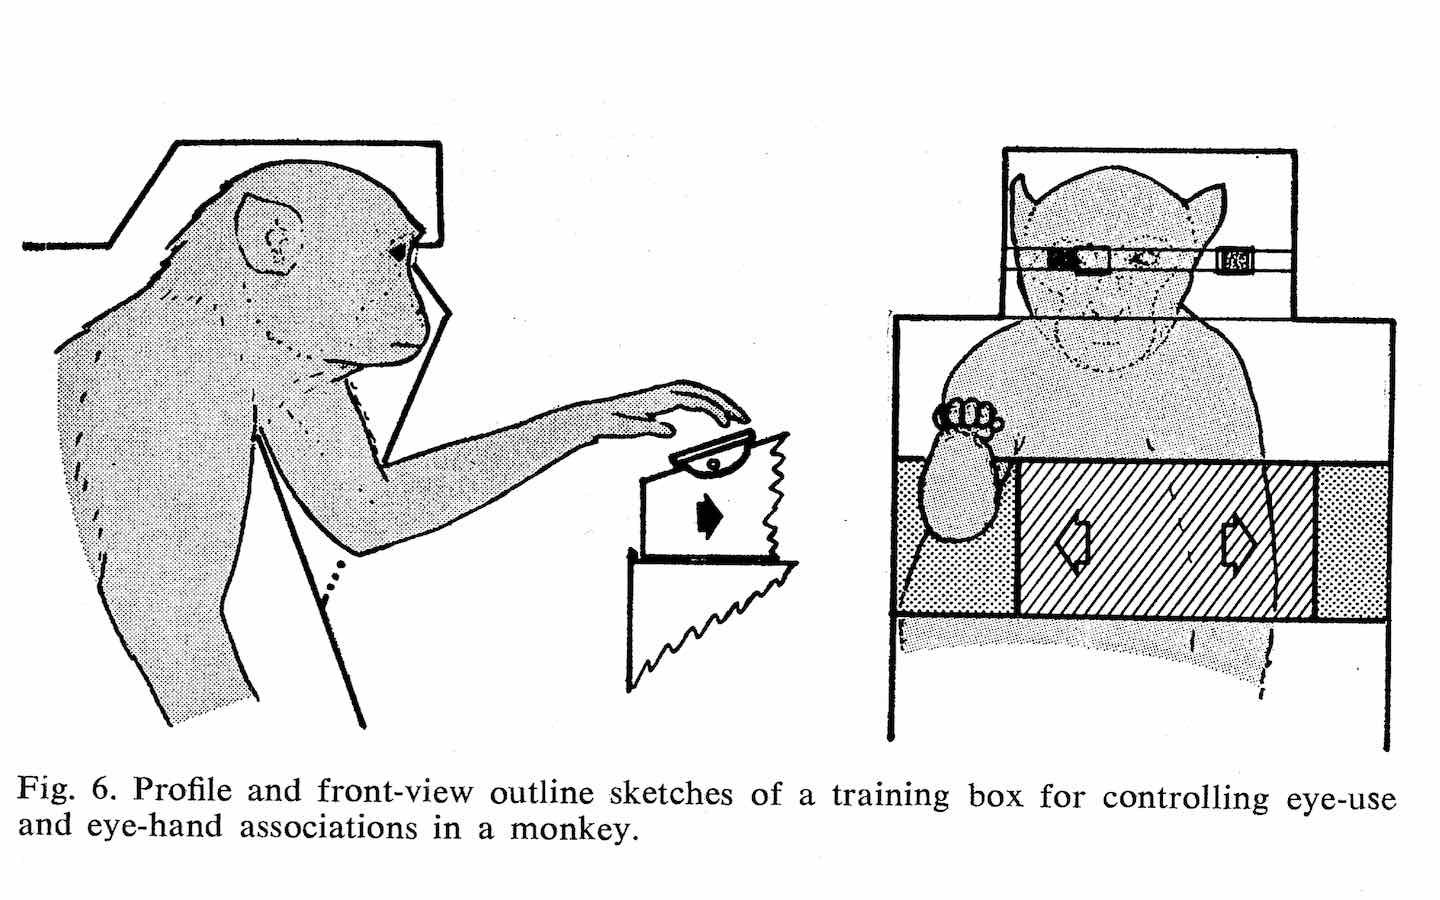 Fig. 6. Profile and front-view outline sketches of a training box for controlling eye-use
and eye-hand associations in a monkey.